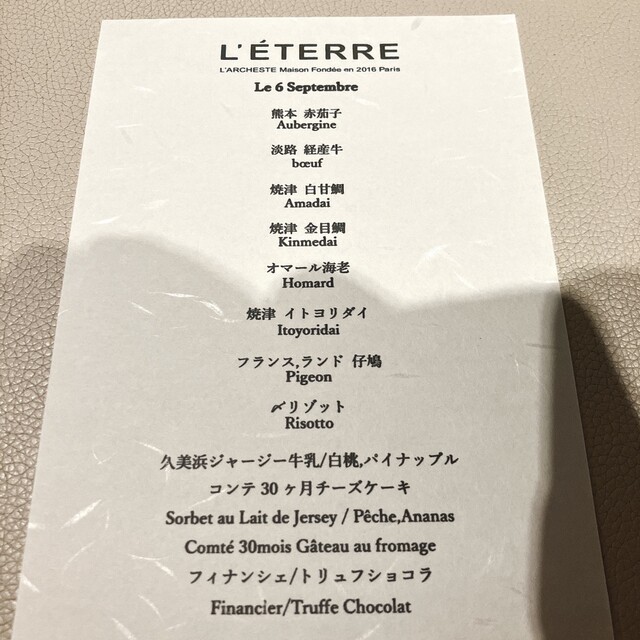 L'ÉTERRE
L'ARCHESTE Maison Fondée en 2016 Paris
Le 6 Septembre
熊本 赤茄子
Aubergine
淡路 経産牛
bœuf
焼津 白甘鯛
Amadai
焼津 金目鯛
Kinmedai
オマール海老
Homard
焼津 イトヨリダイ
Itoyoridai
フランス,ランド 仔鳩
Pigeon
〆リゾット
Risotto
久美浜ジャージー牛乳/白桃,パイナップル
コンテ 30 ヶ月チーズケーキ
Sorbet au Lait de Jersey / Pêche,Ananas
Comté 30mois Gâteau au fromage
フィナンシェ/トリュフショコラ
Financier/Truffe Chocolat